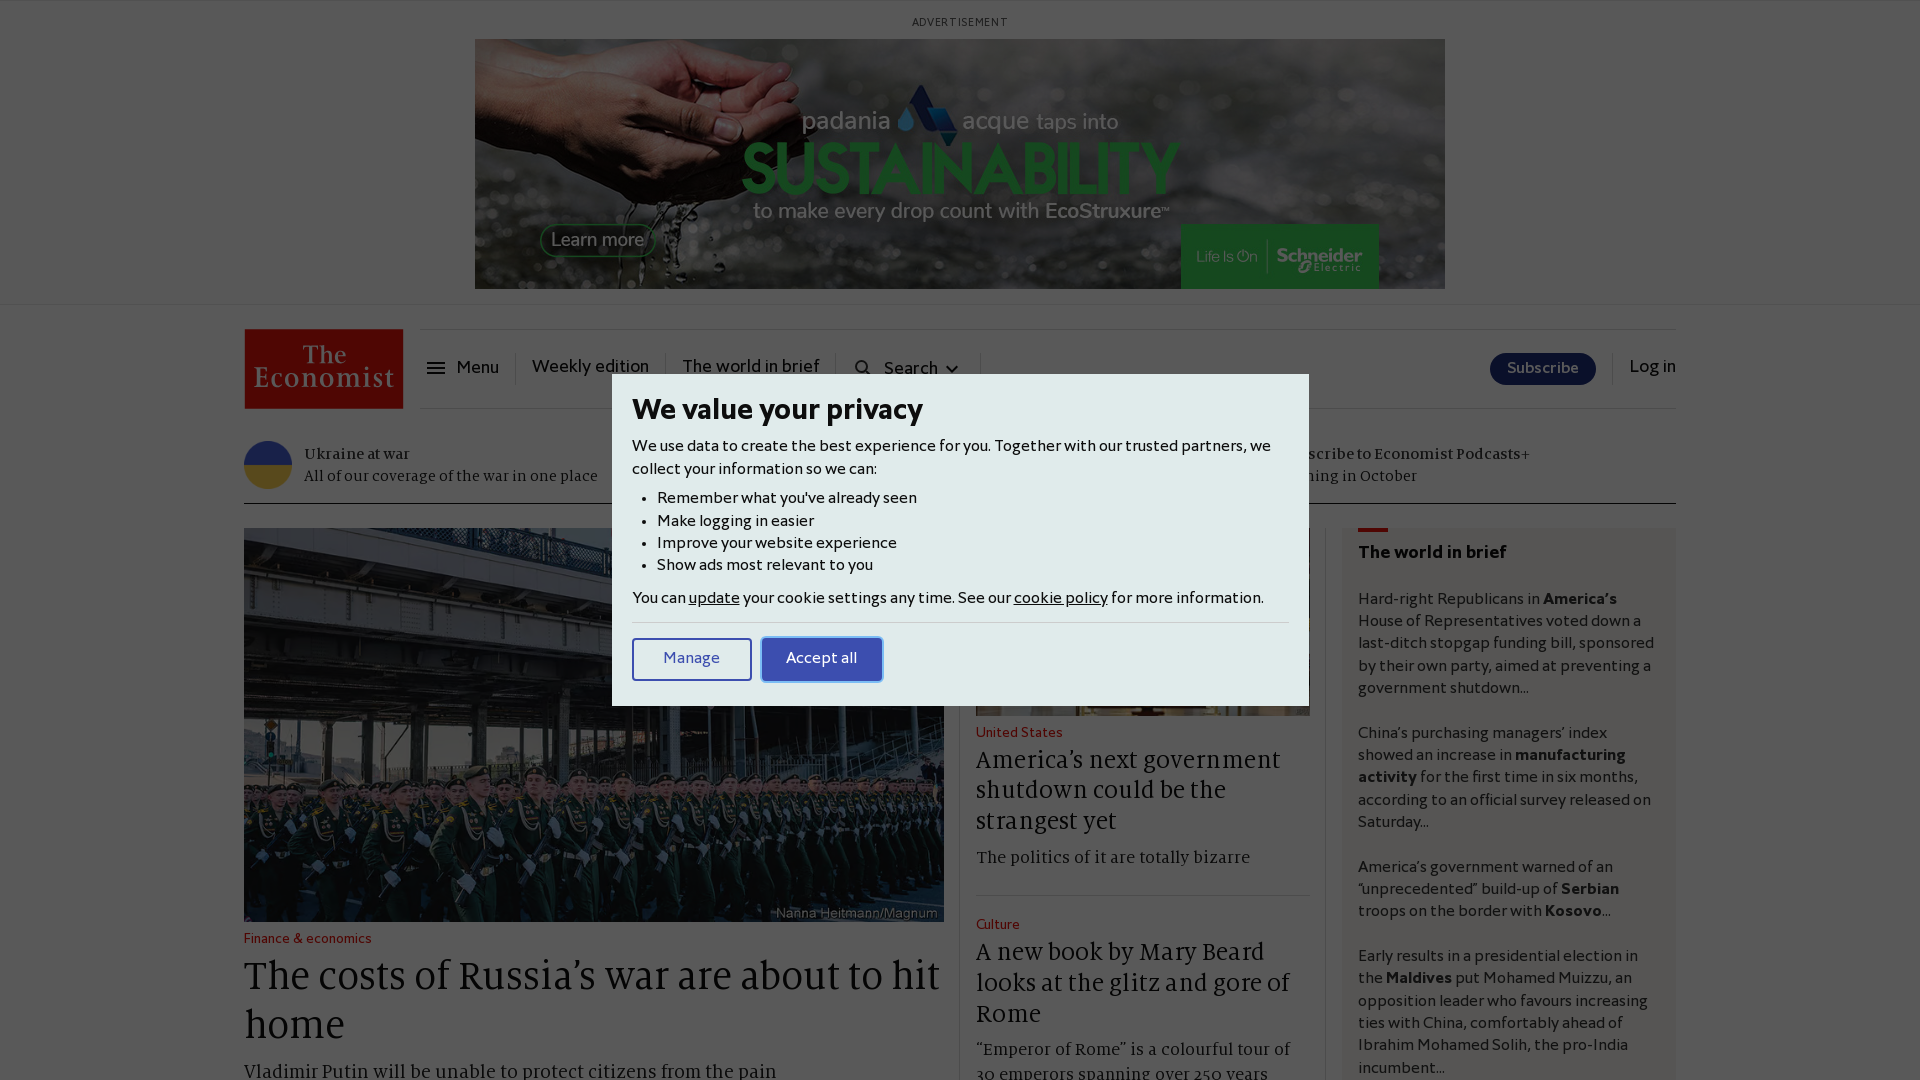 ADVERTISEMENT
padania acque taps into
SUSTAINABILITY
to make every drop count with EcoStruxure™
Learn more
Life Is On
Schneider
Electric
The
Economist
Menu
Weekly edition
The world in brief
Search
Subscribe
Log in
Ukraine at war
All of our coverage of the war in one place
scribe to Economist Podcasts+
ning in October
We value your privacy
We use data to create the best experience for you. Together with our trusted partners, we
collect your information so we can:
• Remember what you've already seen
• Make logging in easier
• Improve your website experience
• Show ads most relevant to you
You can update your cookie settings any time. See our cookie policy for more information.
Manage
Accept all
Nanna Heitmann/Magnum
Finance & economics
The costs of Russia’s war are about to hit
home
Vladimir Putin will be unable to protect citizens from the pain
United States
America’s next government
shutdown could be the
strangest yet
The politics of it are totally bizarre
Culture
A new book by Mary Beard
looks at the glitz and gore of
Rome
“Emperor of Rome” is a colourful tour of
30 emperors spanning over 250 years
The world in brief
Hard-right Republicans in America’s
House of Representatives voted down a
last-ditch stopgap funding bill, sponsored
by their own party, aimed at preventing a
government shutdown...
China’s purchasing managers’ index
showed an increase in manufacturing
activity for the first time in six months,
according to an official survey released on
Saturday...
America’s government warned of an
“unprecedented” build-up of Serbian
troops on the border with Kosovo...
Early results in a presidential election in
the Maldives put Mohamed Muizzu, an
opposition leader who favours increasing
ties with China, comfortably ahead of
Ibrahim Mohamed Solih, the pro-India
incumbent...